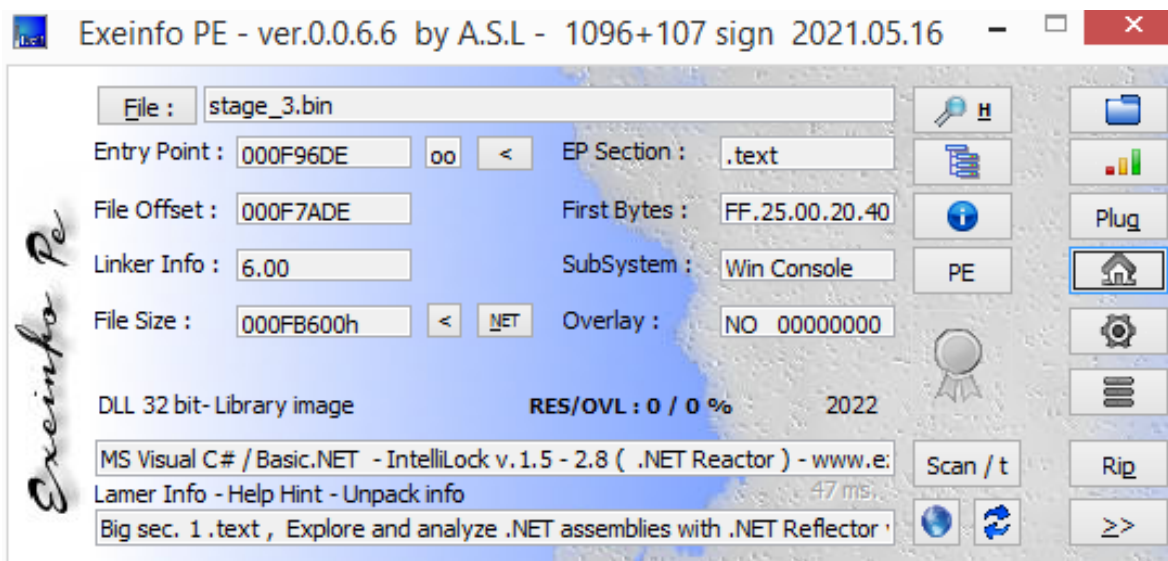 Exeinfo PE - ver.0.0.6.6 by A.S.L - 1096+107 sign 2021.05.16
File : stage_3.bin H
Entry Point : 000F96DE oo < EP Section : .text
File Offset : 000F7ADE First Bytes : FF.25.00.20.40 Plug
Linker Info : 6.00 SubSystem : Win Console PE
File Size : 000FB600h < NET Overlay : NO 00000000
Exeinfo Pe
DLL 32 bit- Library image RES/OVL : 0 / 0 % 2022
MS Visual C# / Basic.NET - IntelliLock v.1.5 - 2.8 ( .NET Reactor ) - www.e Scan / t Rip
Lamer Info - Help Hint - Unpack info 47 ms.
Big sec. 1 .text , Explore and analyze .NET assemblies with .NET Reflector >>